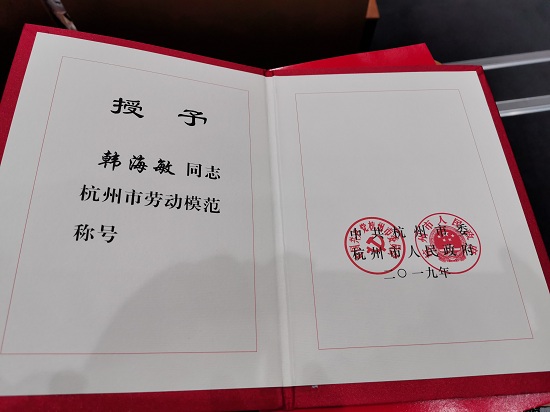 授予
韩海敏 同志
杭州市劳动模范
称号
中共杭州市委
杭州市人民政府
二〇一九年